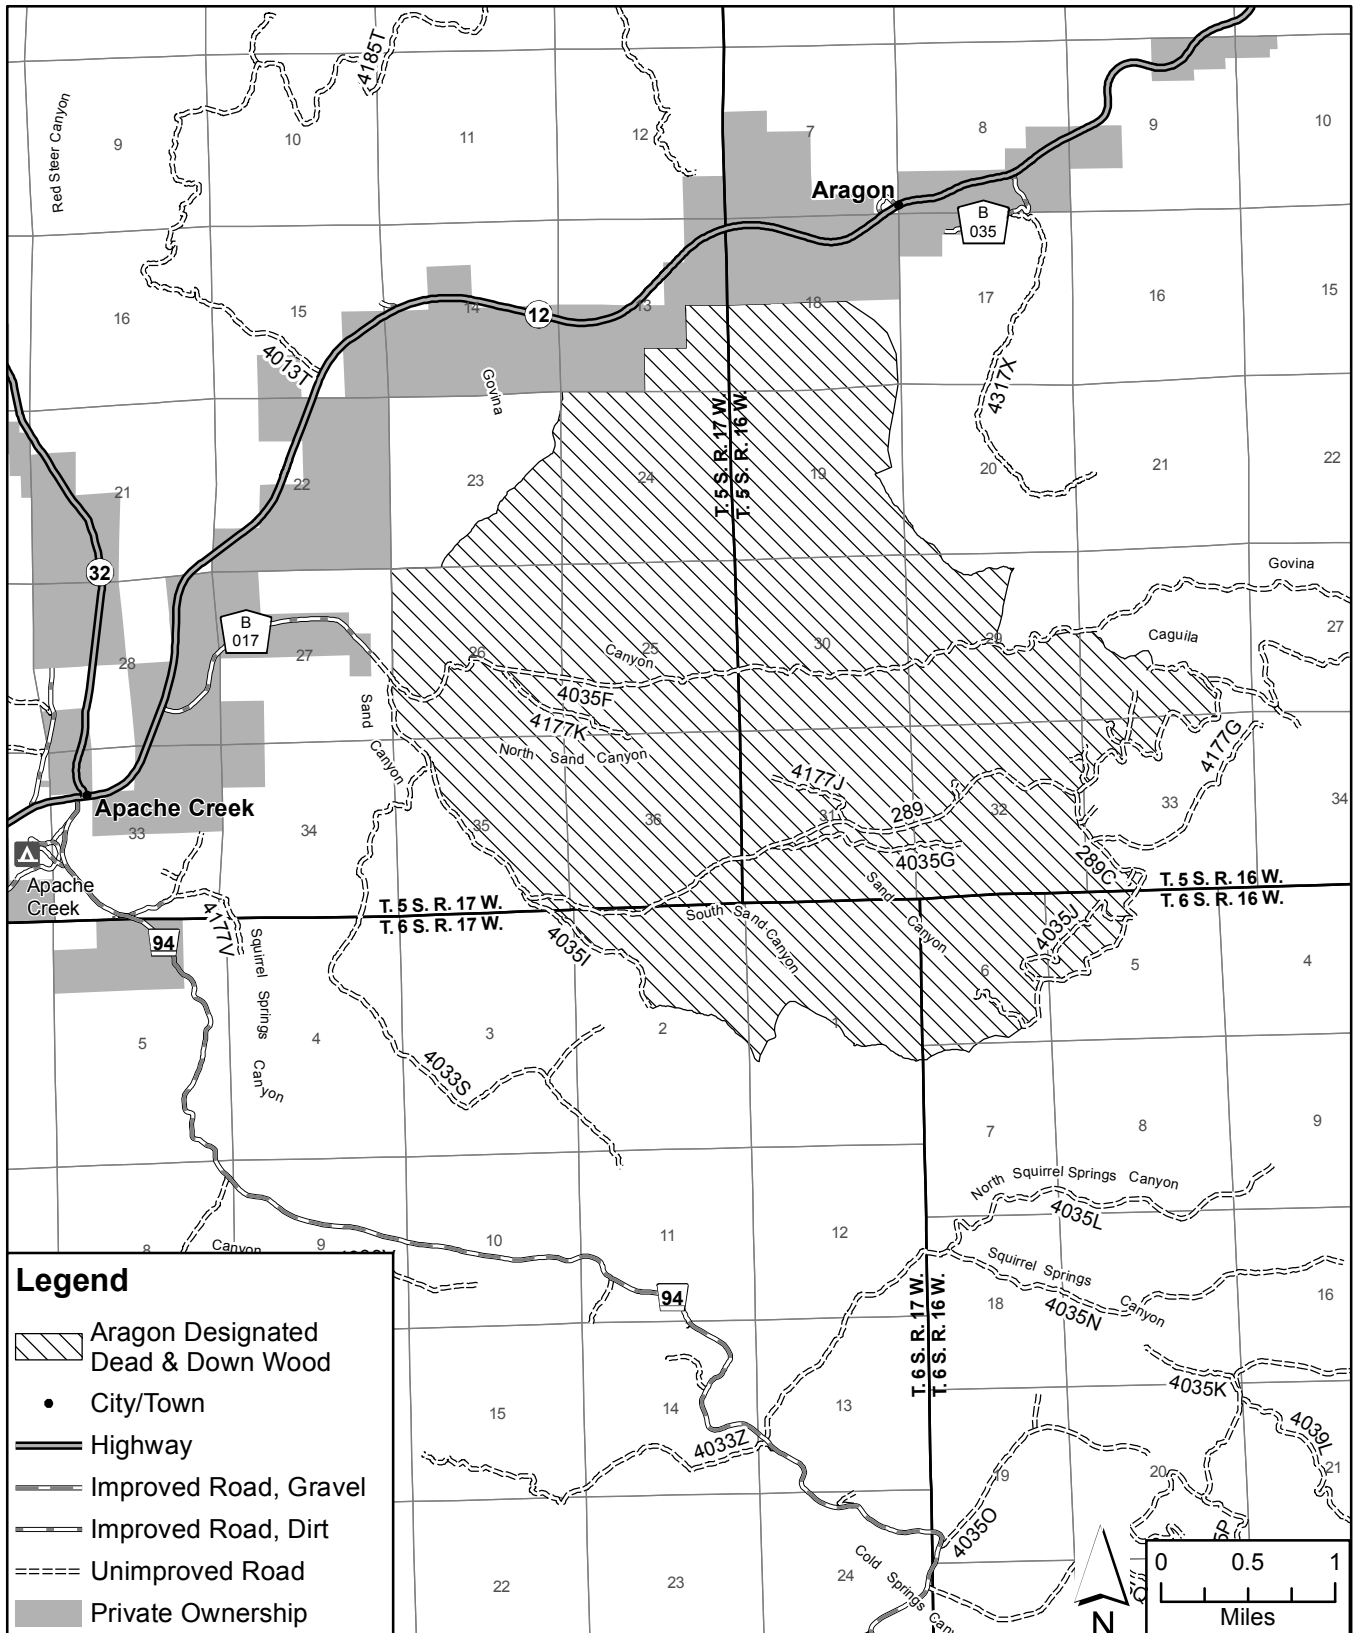 4185T
Red Steer Canyon
9
10
11
12
7
8
9
10
Aragon
B
035
16
15
14
13
18
17
16
15
12
4013T
Govina
4317X
T. 5 S. R. 17 W.
T. 5 S. R. 16 W.
21
22
23
24
19
20
21
22
32
Govina
B
017
28
27
26
25
30
29
Caguila
27
Canyon
4035F
4177K
Sand
Canyon
North Sand Canyon
4177G
4177J
289
Apache Creek
33
34
35
36
31
32
33
34
4035G
289C
Apache
Creek
4177V
T. 5 S. R. 17 W.
T. 6 S. R. 17 W.
T. 5 S. R. 16 W.
T. 6 S. R. 16 W.
South Sand Canyon
Sand
Canyon
4035I
4035J
94
Squirrel Springs
Canyon
5
4
3
2
1
6
5
4
4033S
7
8
9
North Squirrel Springs Canyon
4035L
8
Canyon
9
10
11
12
Squirrel Springs
Canyon
4035N
94
T. 6 S. R. 17 W.
T. 6 S. R. 16 W.
18
16
4035K
4039L
15
14
13
4033Z
19
20
21
4035O
5P
22
23
24
Cold Springs Can
Legend
Aragon Designated
Dead & Down Wood
City/Town
Highway
Improved Road, Gravel
Improved Road, Dirt
Unimproved Road
Private Ownership
N
0 0.5 1
Miles